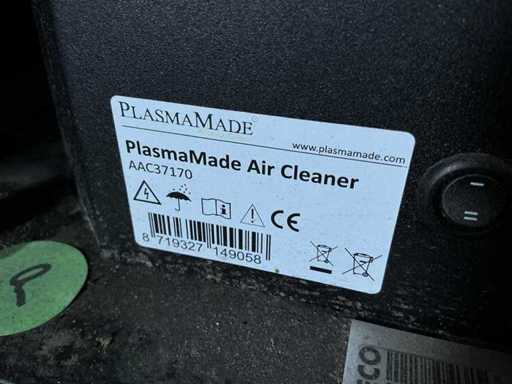 PLASMAMADE
www.plasmamade.com
PlasmaMade Air Cleaner
AAC37170
CE
8 719327 149058